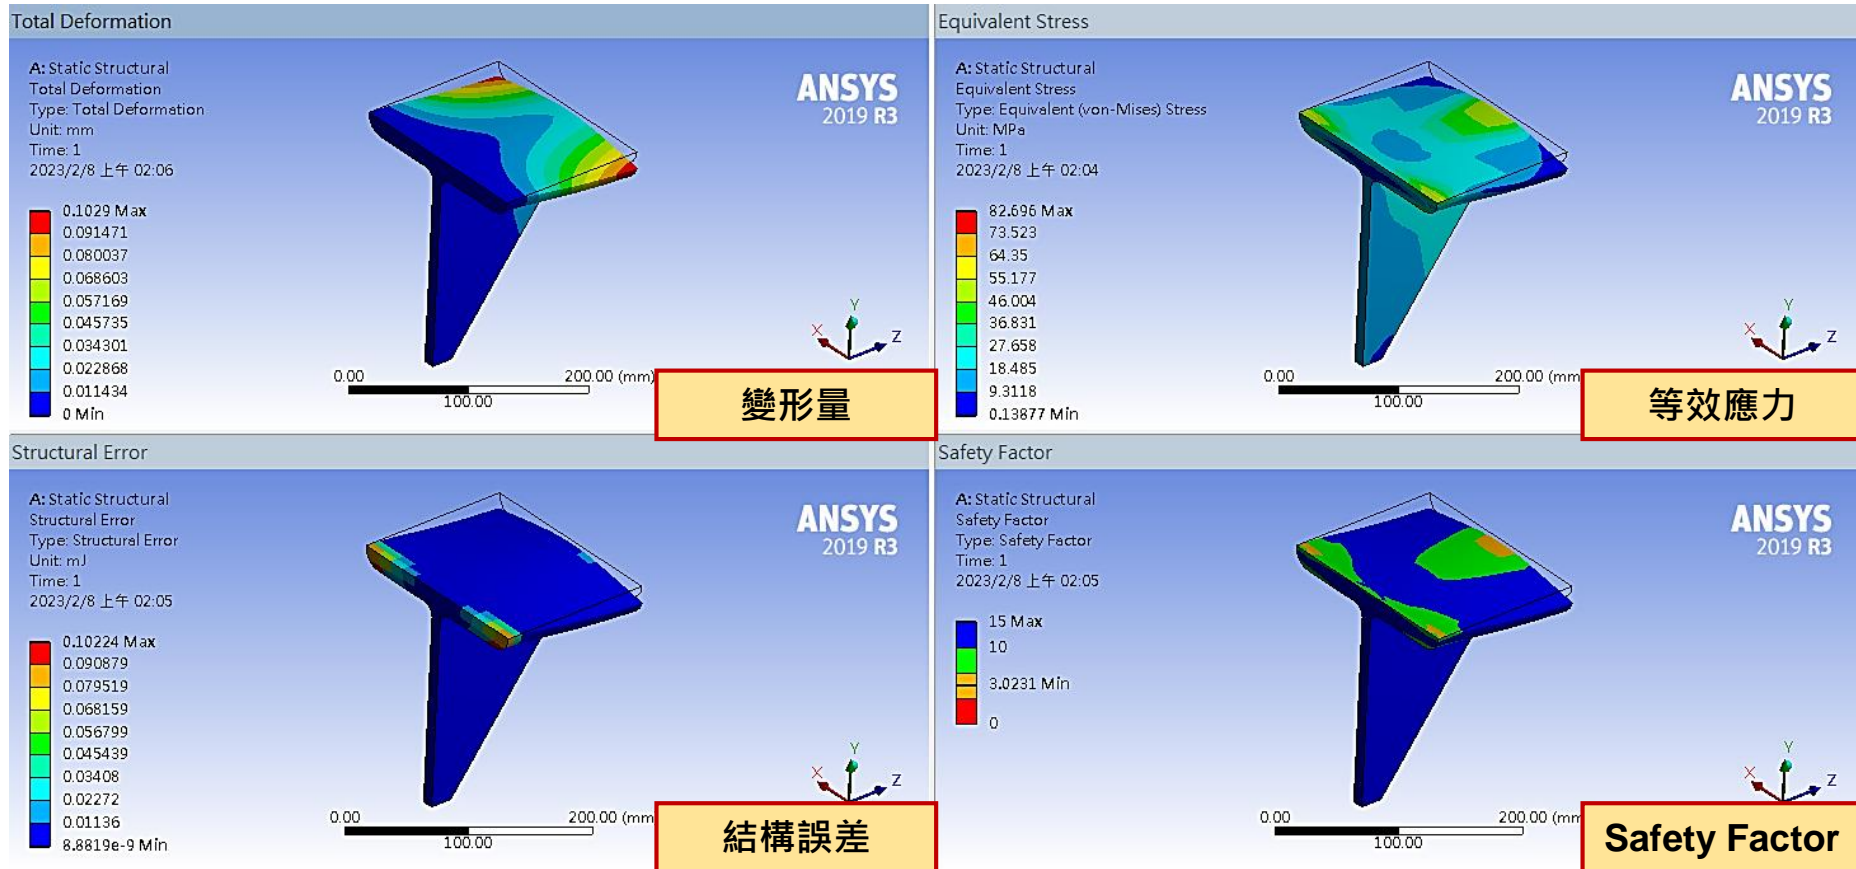 Total Deformation
A: Static Structural
Total Deformation
Type: Total Deformation
Unit: mm
Time: 1
2023/2/8 上午 02:06
0.1029 Max
0.091471
0.080037
0.068603
0.057169
0.045735
0.034301
0.022868
0.011434
0 Min
ANSYS
2019 R3
Y
X
Z
0.00
200.00 (mm)
100.00
變形量
Equivalent Stress
A: Static Structural
Equivalent Stress
Type: Equivalent (von-Mises) Stress
Unit: MPa
Time: 1
2023/2/8 上午 02:04
82.696 Max
73.523
64.35
55.177
46.004
36.831
27.658
18.485
9.3118
0.13877 Min
ANSYS
2019 R3
Y
X
Z
0.00
200.00 (mm
100.00
等效應力
Structural Error
A: Static Structural
Structural Error
Type: Structural Error
Unit: mJ
Time: 1
2023/2/8 上午 02:05
0.10224 Max
0.090879
0.079519
0.068159
0.056799
0.045439
0.03408
0.02272
0.01136
8.8819e-9 Min
ANSYS
2019 R3
Y
X
Z
0.00
200.00 (mm
100.00
結構誤差
Safety Factor
A: Static Structural
Safety Factor
Type: Safety Factor
Time: 1
2023/2/8 上午 02:05
15 Max
10
3.0231 Min
0
ANSYS
2019 R3
Y
X
Z
0.00
200.00 (mm
100.00
Safety Factor